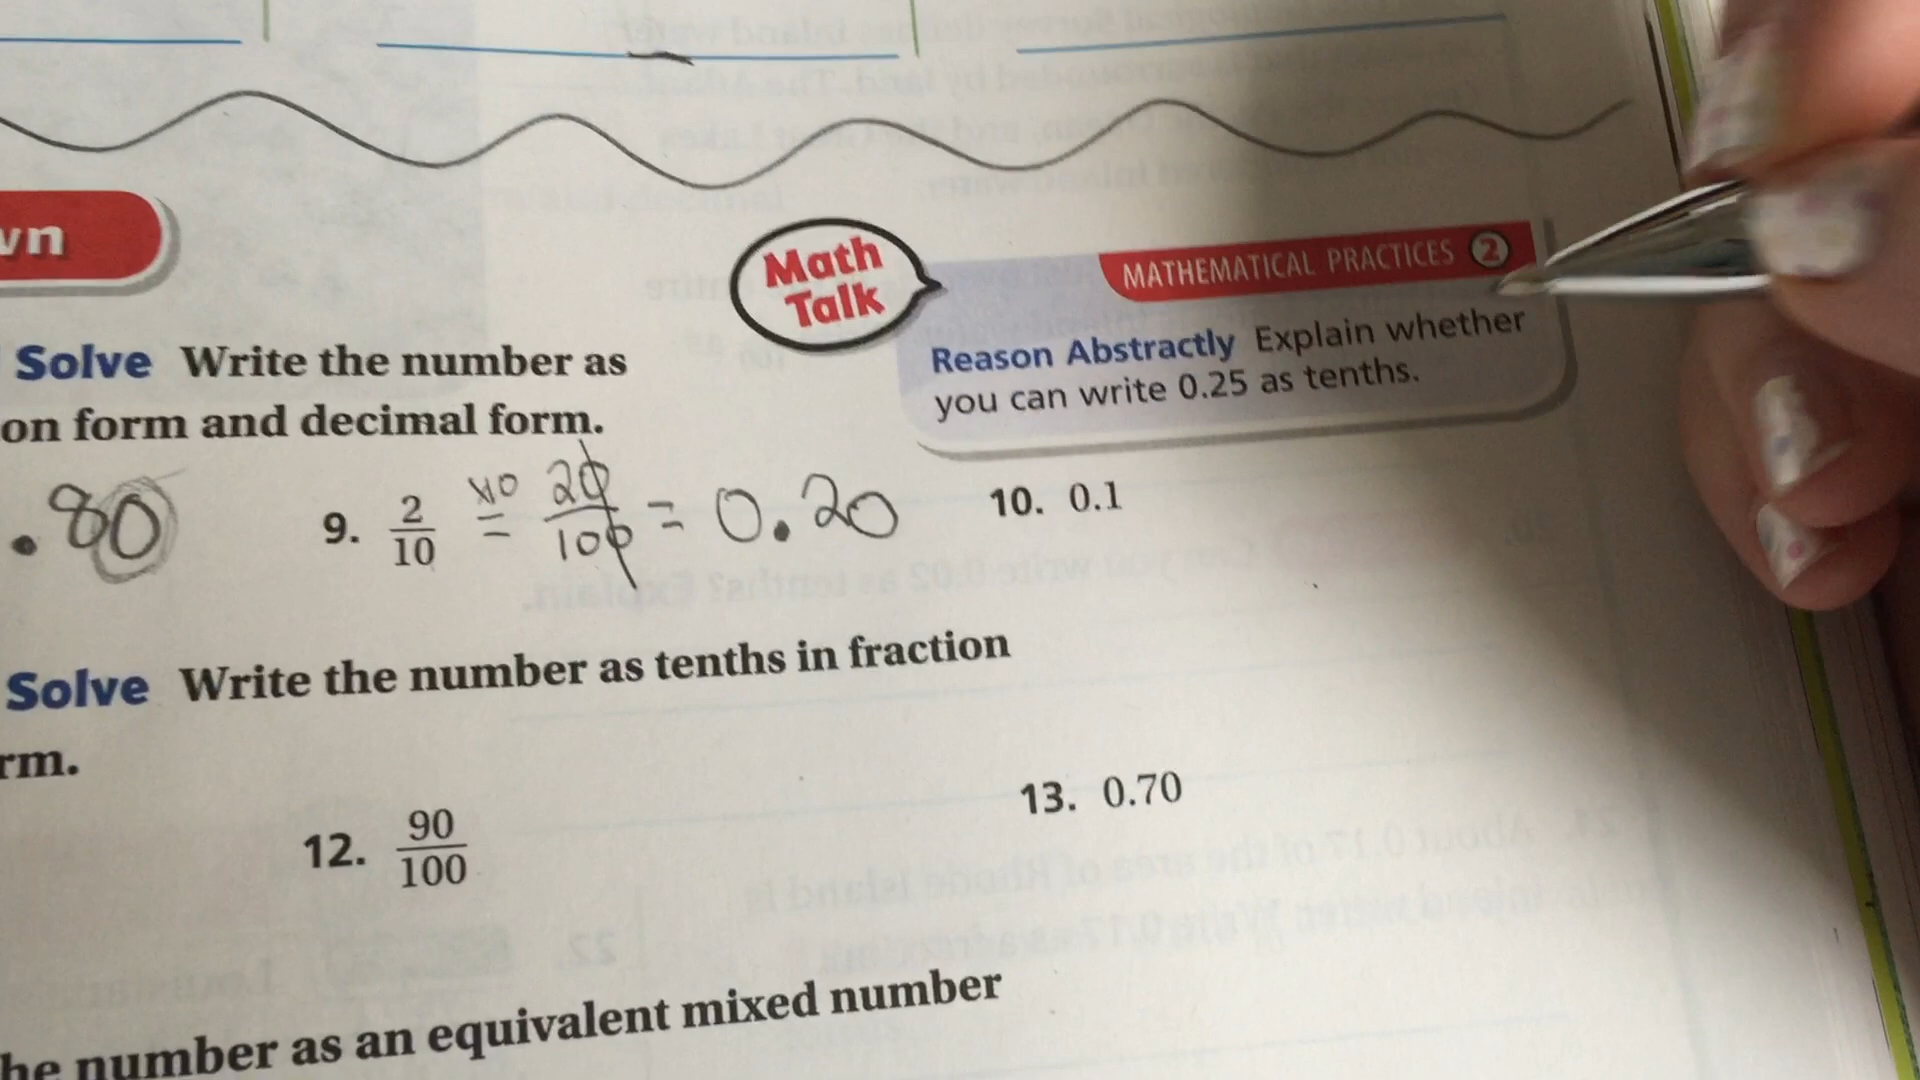 wn
Math
Talk
MATHEMATICAL PRACTICES 2
Reason Abstractly Explain whether
you can write 0.25 as tenths.
Solve Write the number as
on form and decimal form.
.80
9. 2/10 = 20/100 = 0.20
10. 0.1
Solve Write the number as tenths in fraction
rm.
12. 90/100
13. 0.70
he number as an equivalent mixed number